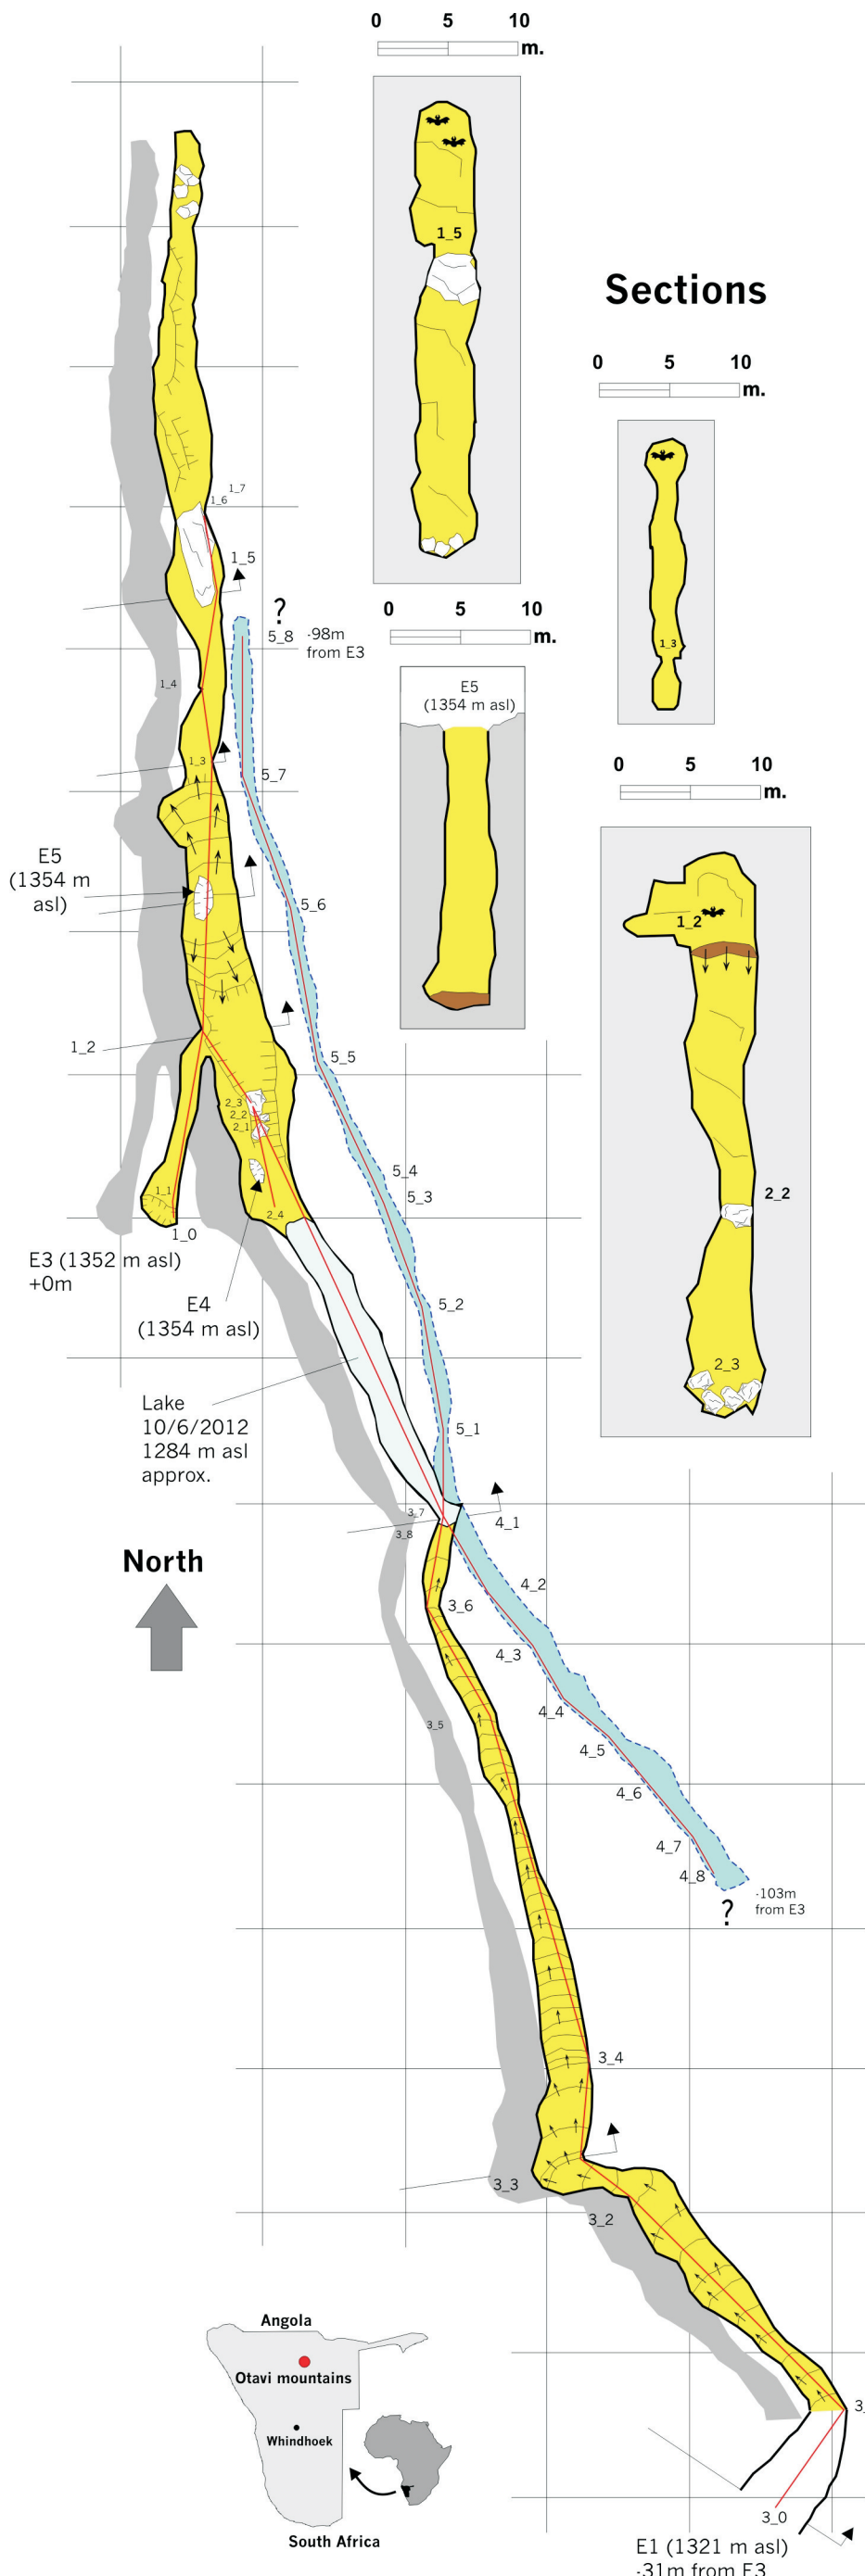 0 5 10
m.
1_5
Sections
0 5 10
m.
1_3
1_7
1_6
1_5
?
5_8
-98m
from E3
0 5 10
m.
E5
(1354 m asl)
1_4
1_3
5_7
0 5 10
m.
E5
(1354 m
asl)
5_6
1_2
1_2
5_5
2_3
2_2
2_1
5_4
5_3
2_2
1_1
2_4
1_0
E3 (1352 m asl)
+0m
E4
(1354 m asl)
5_2
2_3
Lake
10/6/2012
1284 m asl
approx.
5_1
3_7
3_8
4_1
North
4_2
3_6
4_3
4_4
3_5
4_5
4_6
4_7
4_8
-103m
from E3
?
3_4
3_3
3_2
Angola
Otavi mountains
Whindhoek
South Africa
3_
3_0
E1 (1321 m asl)
-31m from E3